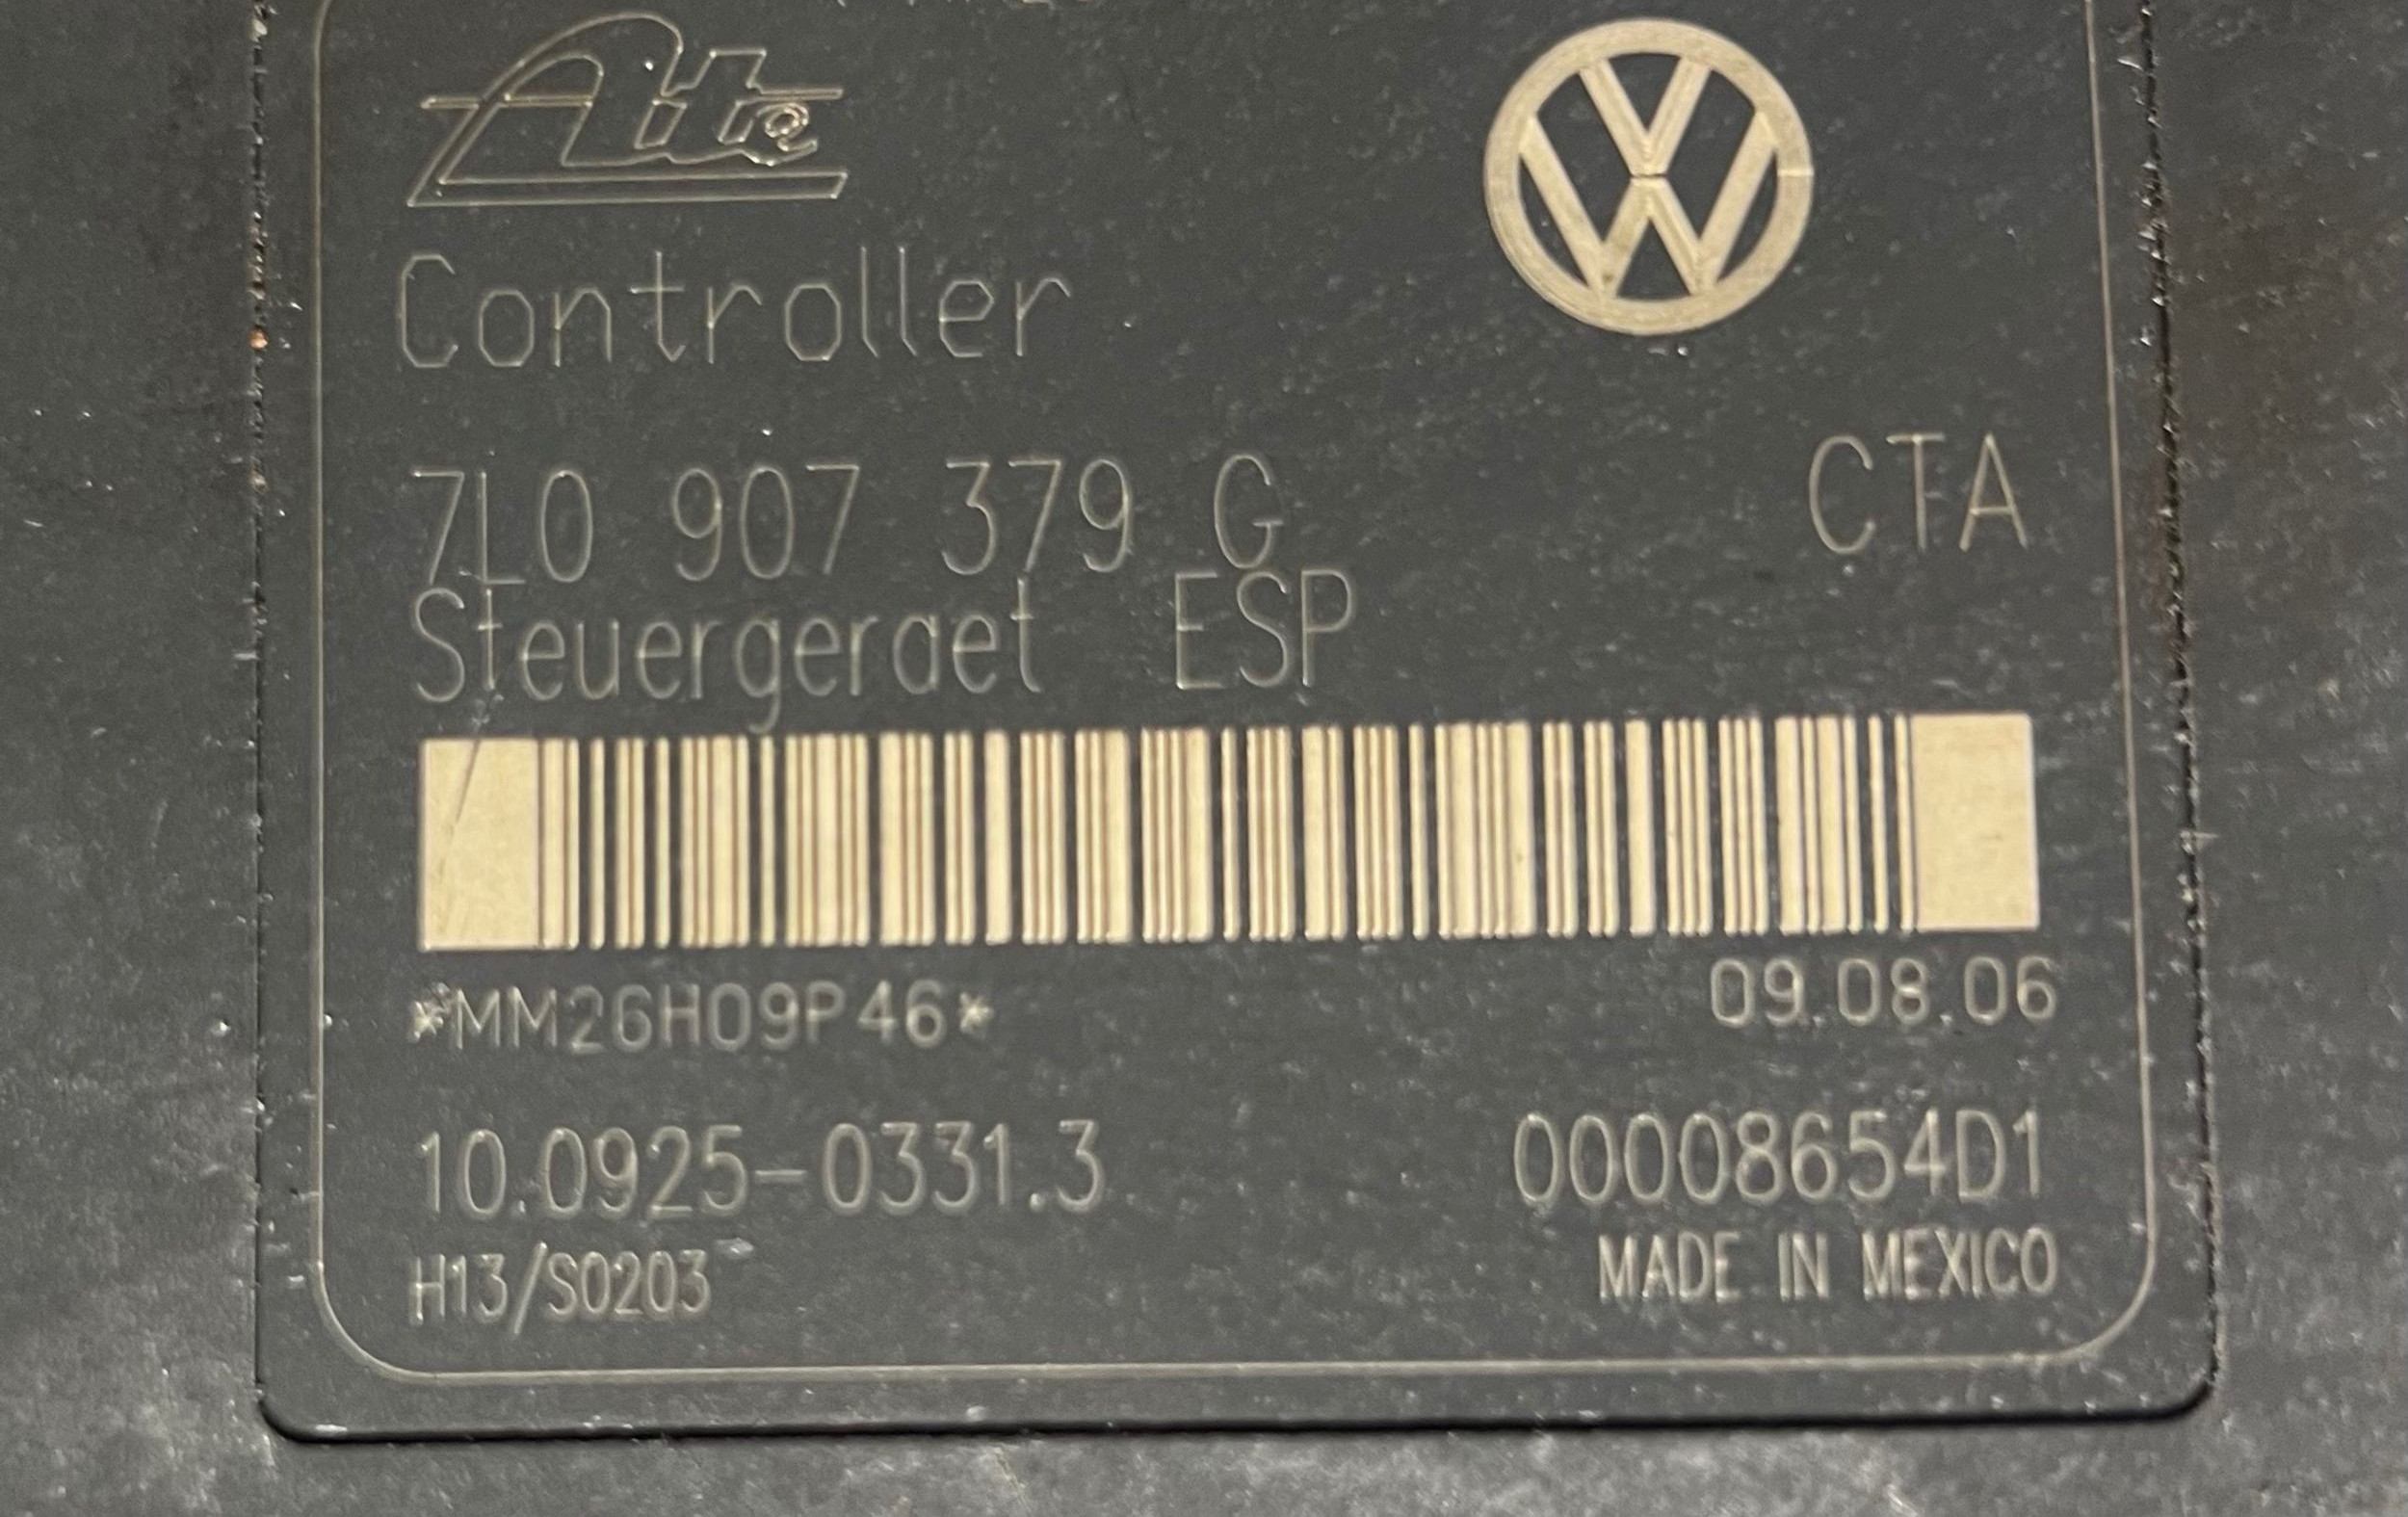 Ate
Controller
7L0 907 379 G CTA
Steuergeraet ESP
*MM26H09P46* 09.08.06
10.0925-0331.3 00008654D1
H13/S0203 MADE IN MEXICO